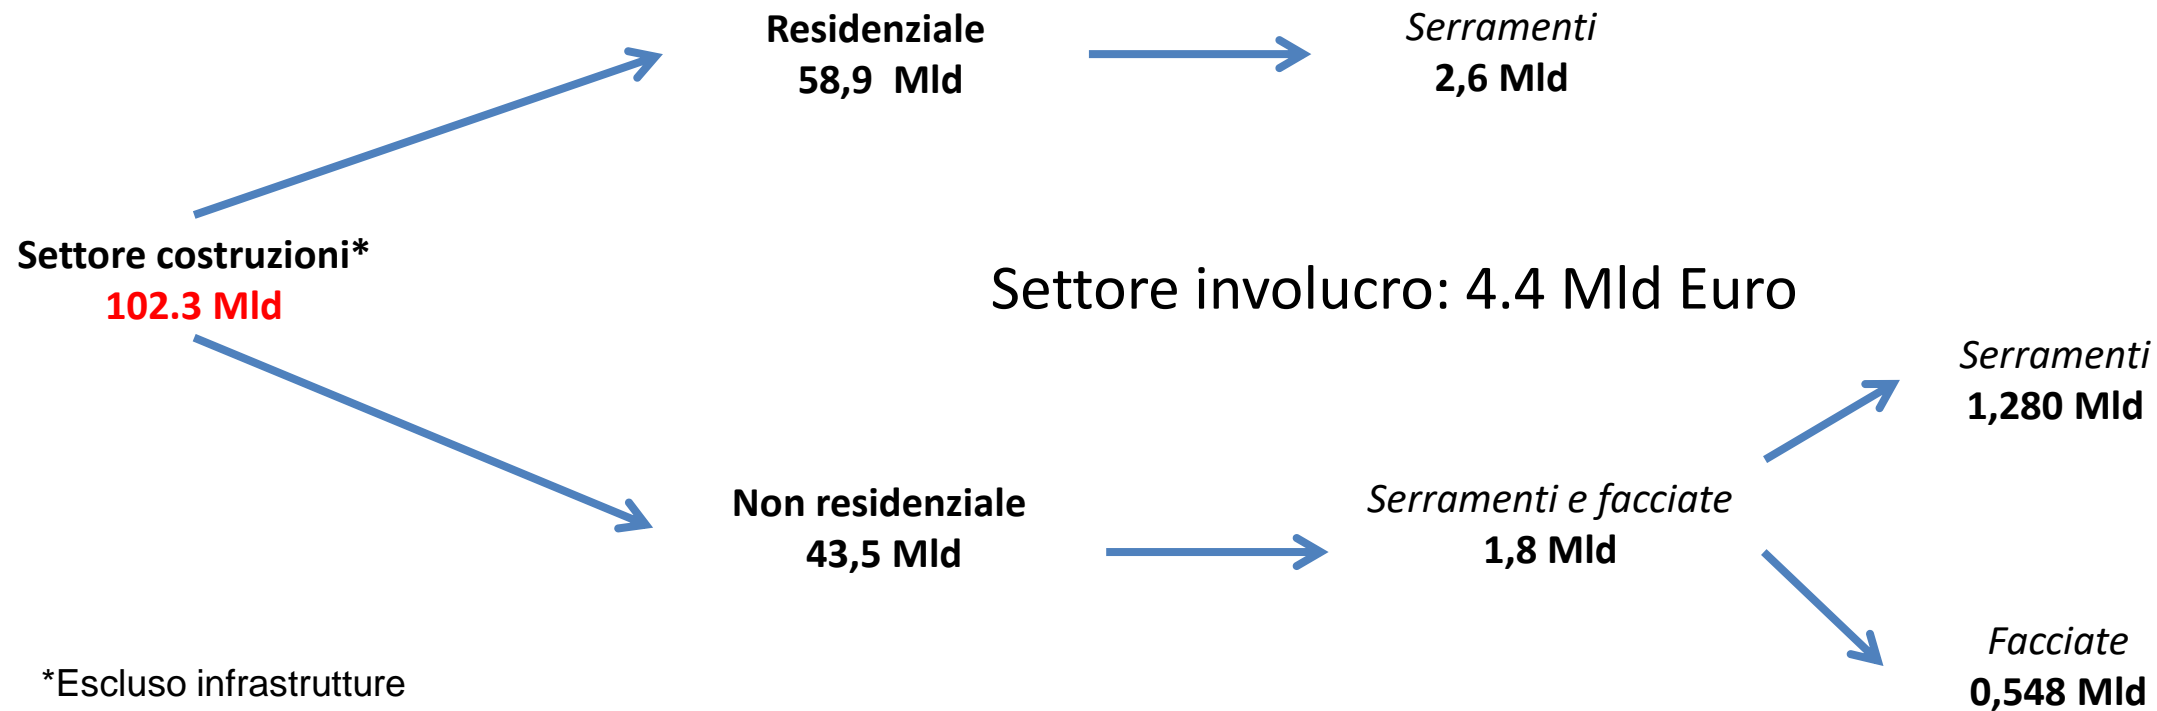 Residenziale
58,9 Mld
Serramenti
2,6 Mld
Settore costruzioni*
102.3 Mld
Settore involucro: 4.4 Mld Euro
Serramenti
1,280 Mld
Non residenziale
43,5 Mld
Serramenti e facciate
1,8 Mld
Facciate
0,548 Mld
*Escluso infrastrutture